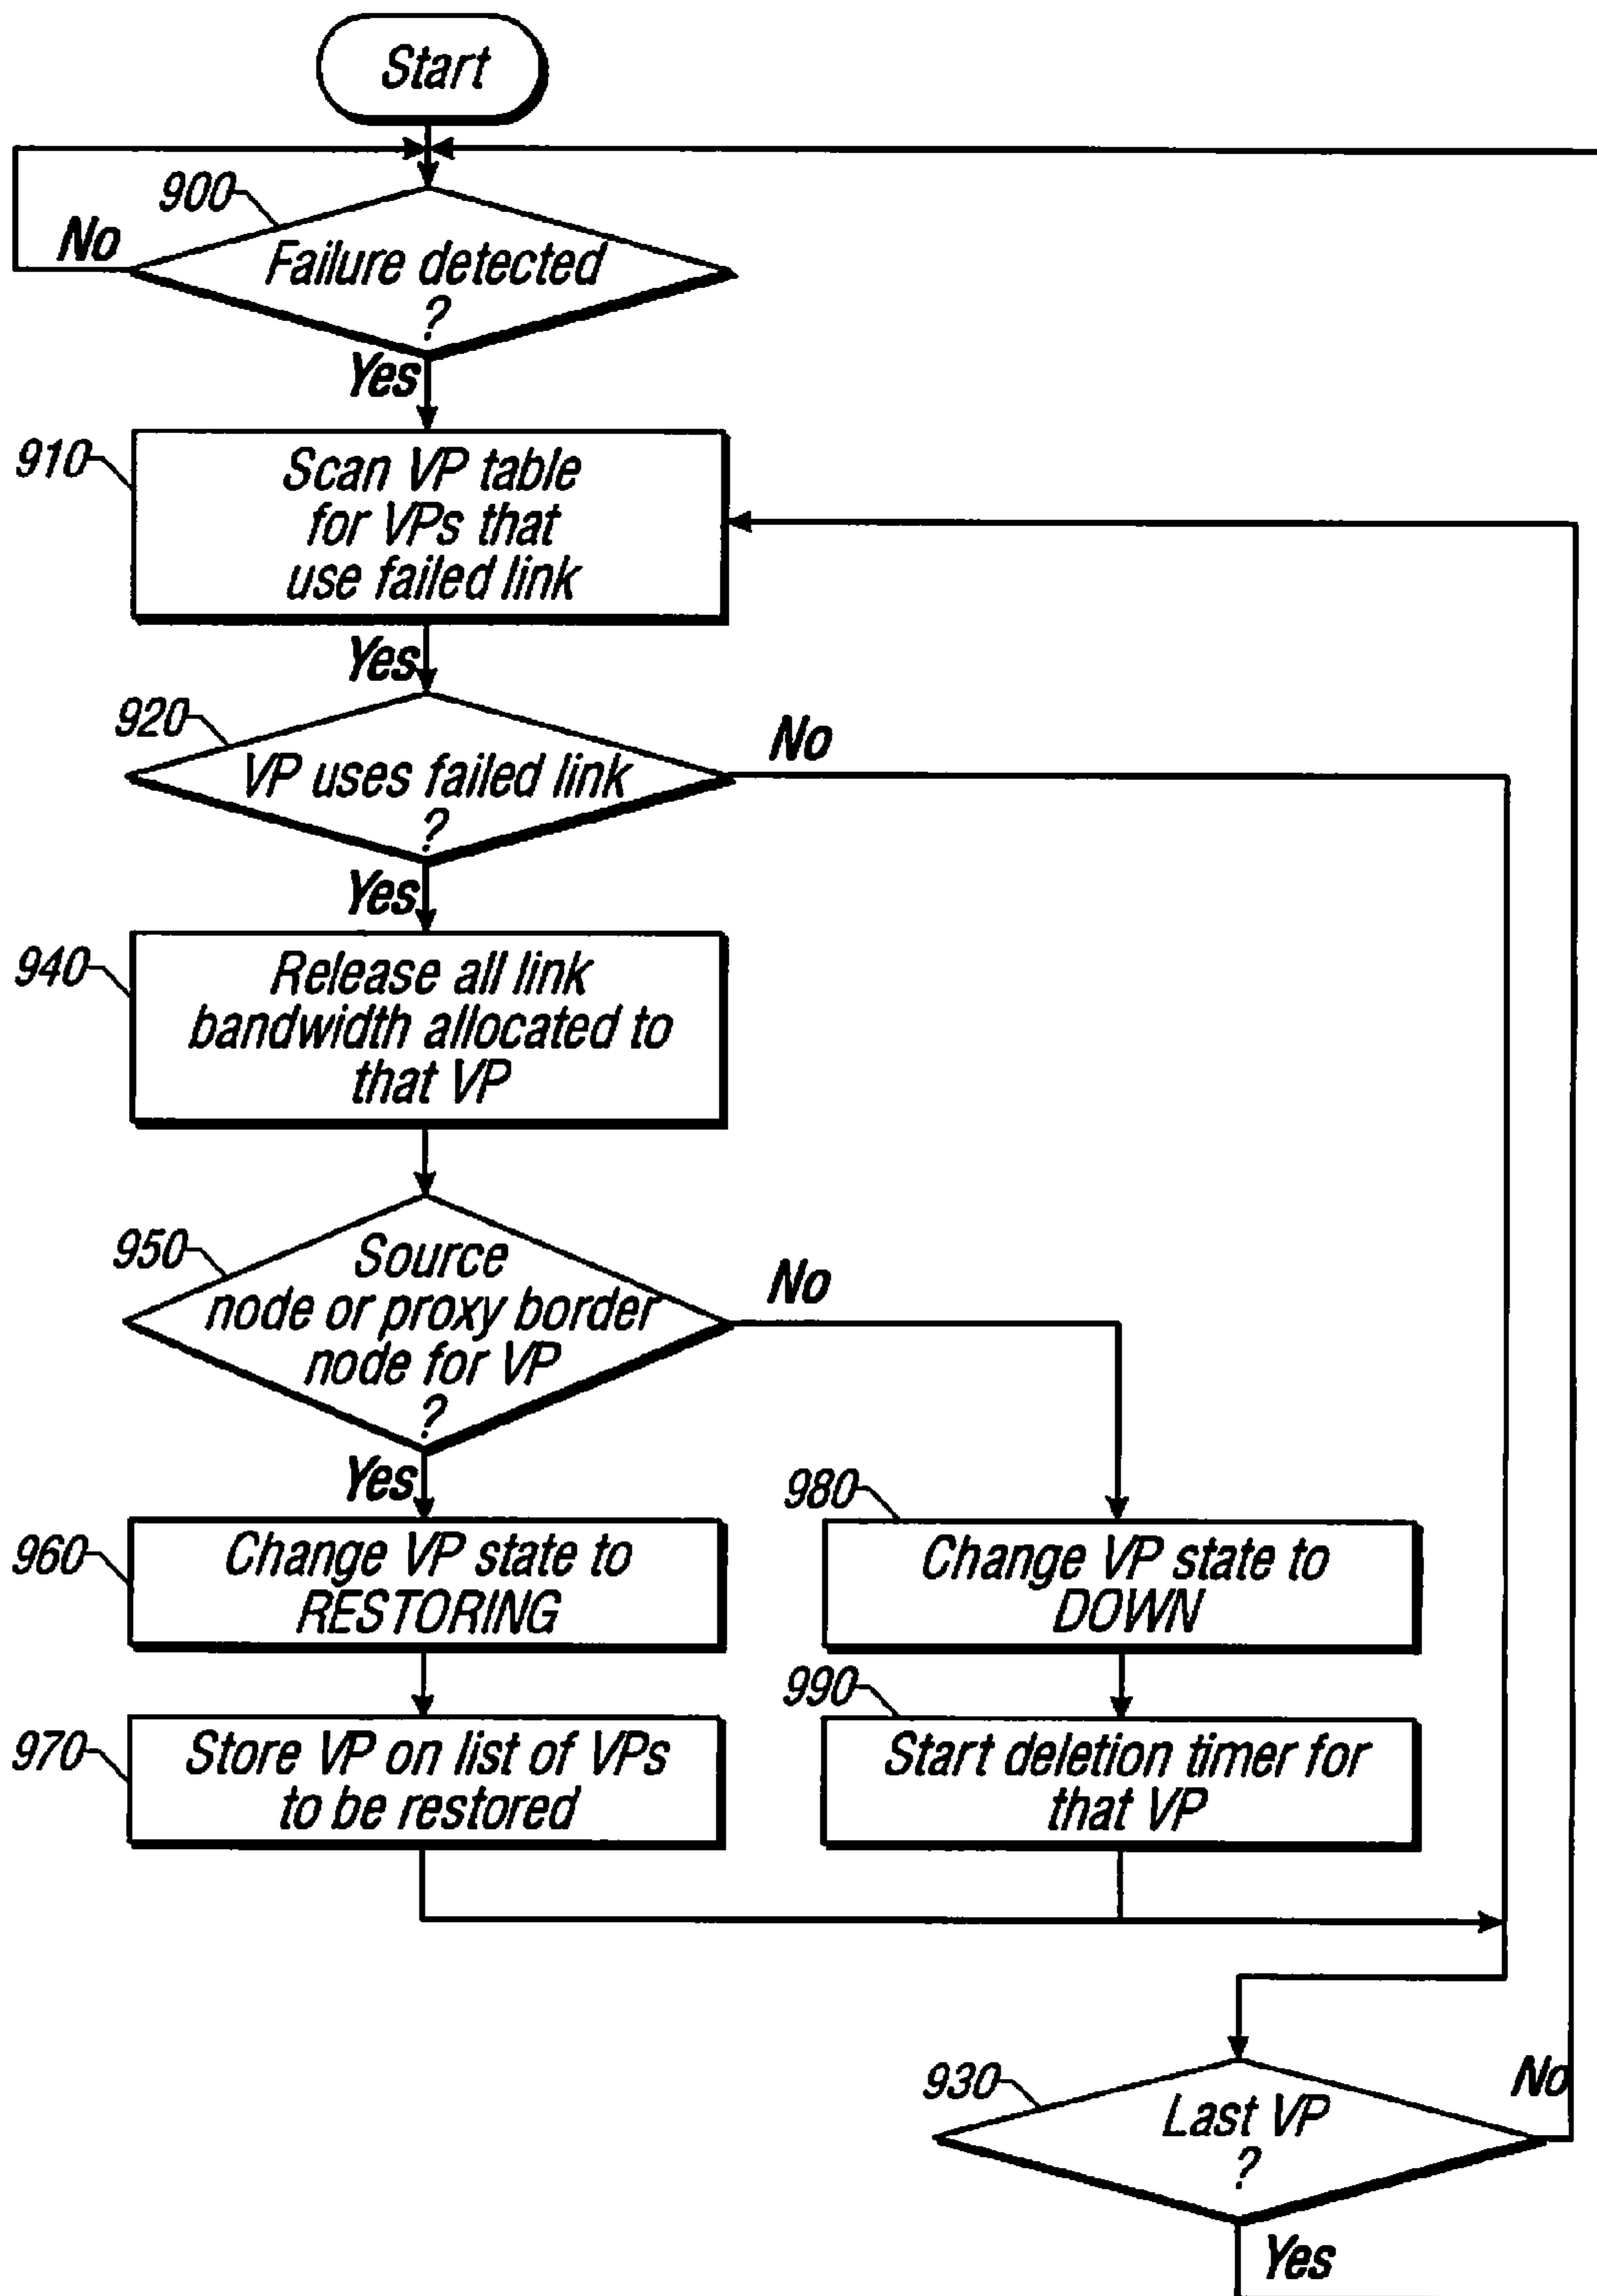 Start
900
No
Failure detected
?
Yes
910
Scan VP table
for VPs that
use failed link
Yes
920
No
VP uses failed link
?
Yes
940
Release all link
bandwidth allocated to
that VP
950
Source
node or proxy border
node for VP
?
No
Yes
960
Change VP state to
RESTORING
980
Change VP state to
DOWN
970
Store VP on list of VPs
to be restored
990
Start deletion timer for
that VP
930
Last VP
?
No
Yes